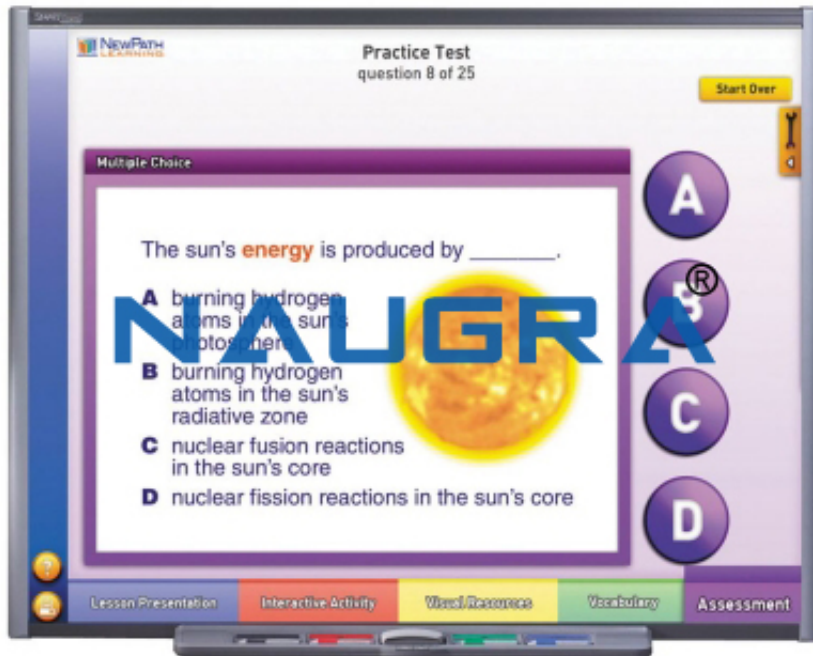 NEWPATH
LEARNING
Practice Test
question 8 of 25
Start Over
Multiple Choice
The sun's energy is produced by _______.
A burning hydrogen
atoms in the sun's
photosphere
B burning hydrogen
atoms in the sun's
radiative zone
C nuclear fusion reactions
in the sun's core
D nuclear fission reactions in the sun's core
A
B
C
D
NAUGRA®
?
Lesson Presentation
Interactive Activity
Visual Resources
Vocabulary
Assessment